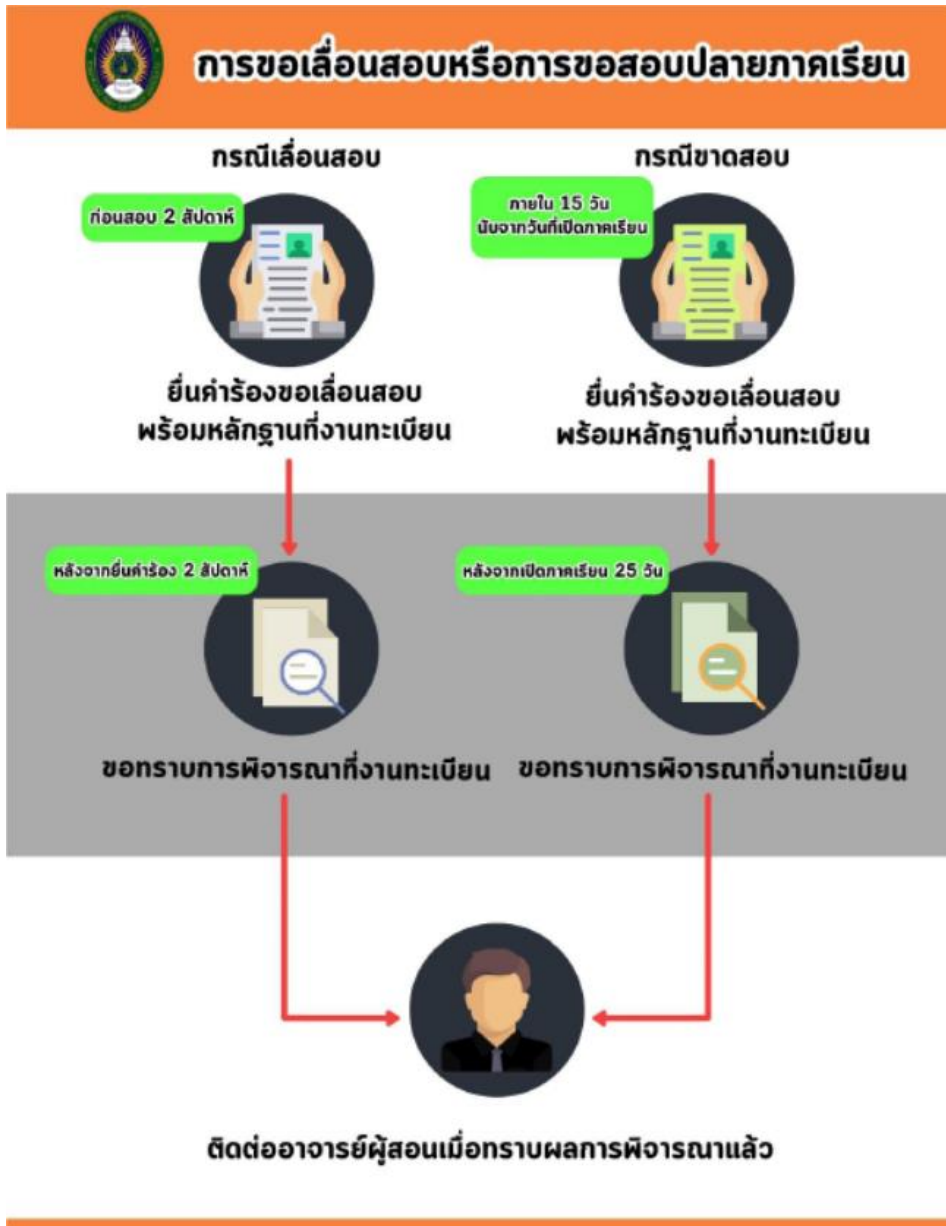 การขอเลื่อนสอบหรือการขอสอบปลายภาคเรียน
กรณีเลื่อนสอบ
ก่อนสอบ 2 สัปดาห์
ยื่นคำร้องขอเลื่อนสอบ
พร้อมหลักฐานที่งานทะเบียน
กรณีขาดสอบ
ภายใน 15 วัน
นับจากวันที่เปิดภาคเรียน
ยื่นคำร้องขอเลื่อนสอบ
พร้อมหลักฐานที่งานทะเบียน
หลังจากยื่นคำร้อง 2 สัปดาห์
ขอทราบการพิจารณาที่งานทะเบียน
หลังจากเปิดภาคเรียน 25 วัน
ขอทราบการพิจารณาที่งานทะเบียน
ติดต่ออาจารย์ผู้สอนเมื่อทราบผลการพิจารณาแล้ว